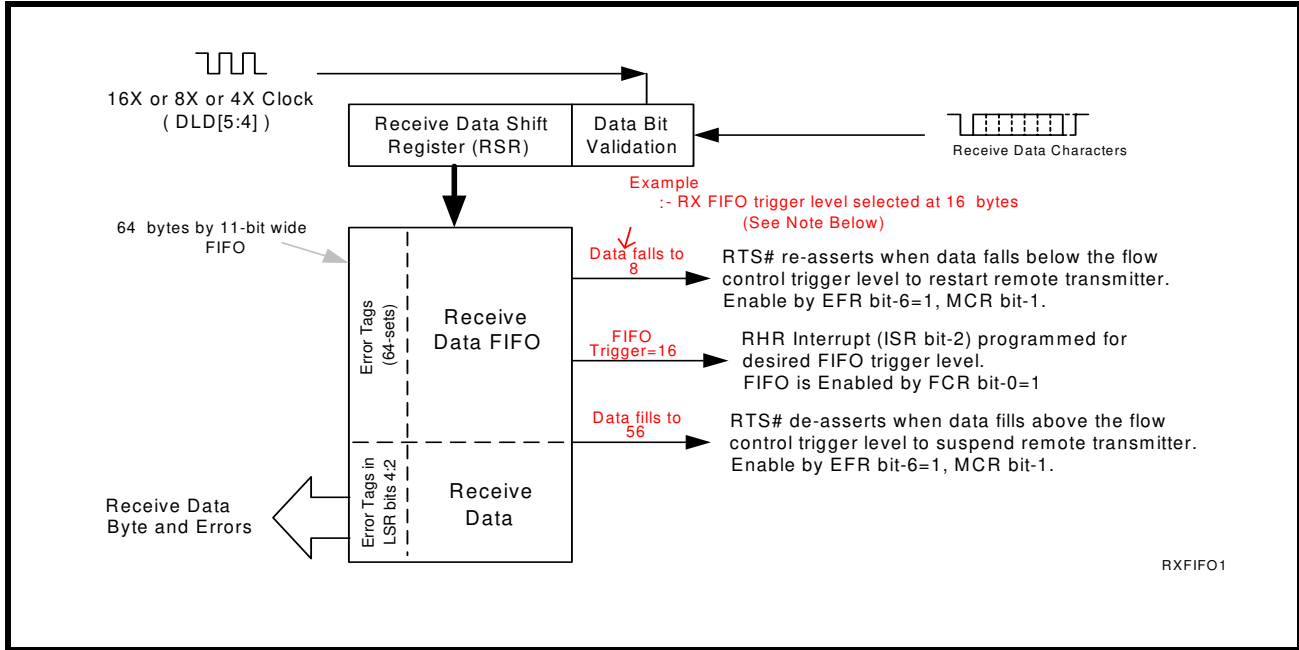 16X or 8X or 4X Clock
( DLD[5:4] )
Receive Data Shift
Register (RSR)
Data Bit
Validation
Receive Data Characters
Example
:- RX FIFO trigger level selected at 16 bytes
(See Note Below)
64 bytes by 11-bit wide
FIFO
Error Tags
(64-sets)
Receive
Data FIFO
Data falls to
8
RTS# re-asserts when data falls below the flow
control trigger level to restart remote transmitter.
Enable by EFR bit-6=1, MCR bit-1.
FIFO
Trigger=16
RHR Interrupt (ISR bit-2) programmed for
desired FIFO trigger level.
FIFO is Enabled by FCR bit-0=1
Data fills to
56
RTS# de-asserts when data fills above the flow
control trigger level to suspend remote transmitter.
Enable by EFR bit-6=1, MCR bit-1.
Error Tags in
LSR bits 4:2
Receive
Data
Receive Data
Byte and Errors
RXFIFO1